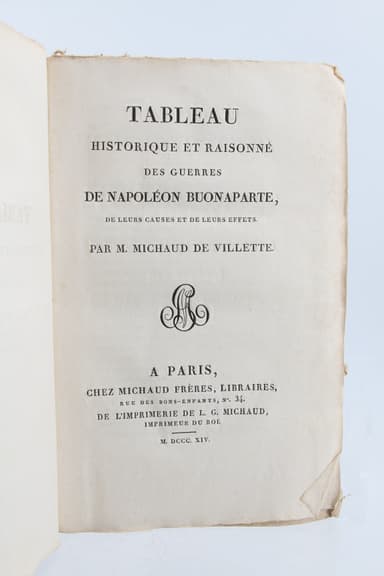 TABLEAU
HISTORIQUE ET RAISONNÉ
DES GUERRES
DE NAPOLÉON BUONAPARTE,
DE LEURS CAUSES ET DE LEURS EFFETS.
PAR M. MICHAUD DE VILLETTE.
A PARIS,
CHEZ MICHAUD FRÈRES, LIBRAIRES,
RUE DES BONS-ENFANTS, N°. 34.
DE L'IMPRIMERIE DE L. G. MICHAUD,
IMPRIMEUR DU ROI.
M. DCCC. XIV.